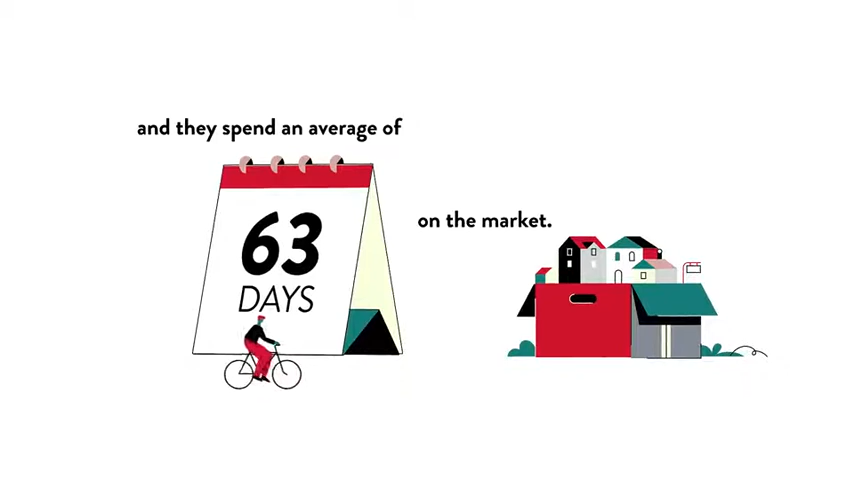 and they spend an average of
63
DAYS
on the market.